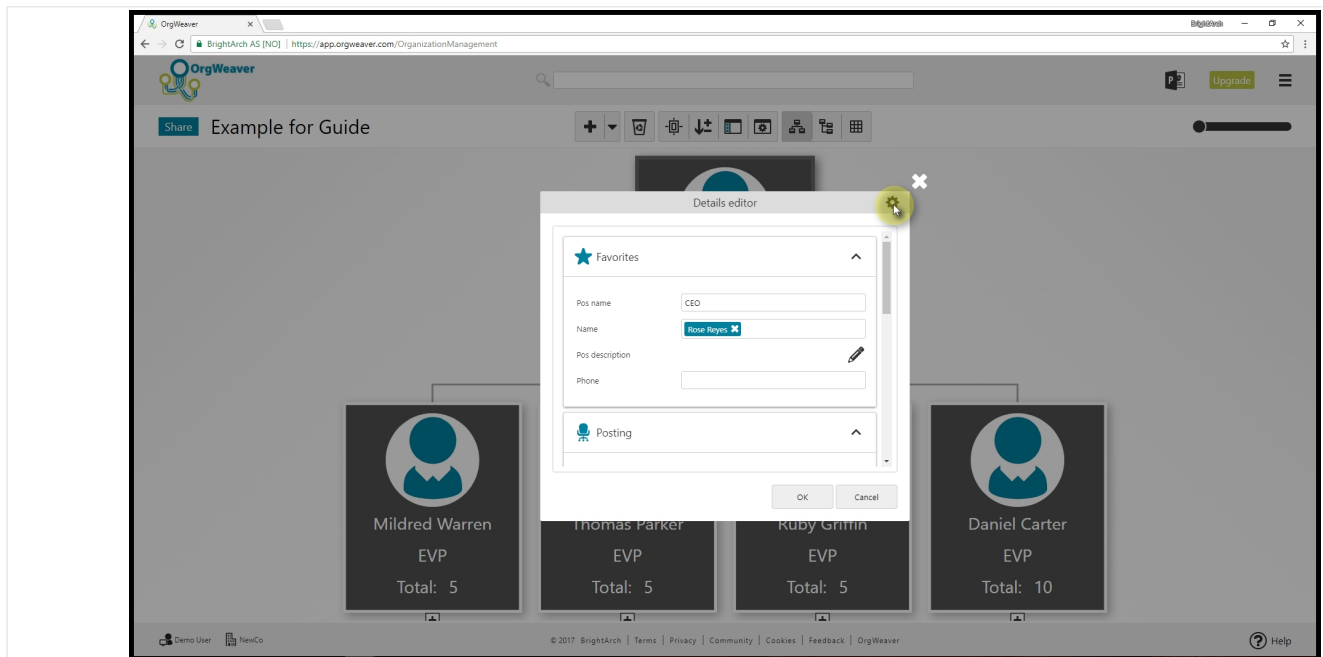 OrgWeaver
BrightArch
BrightArch AS [NO] | https://app.orgweaver.com/OrganizationManagement
OrgWeaver
Upgrade
Share Example for Guide
Details editor
Favorites
Pos name CEO
Name Rose Reyes
Pos description
Phone
Posting
OK Cancel
Mildred Warren Thomas Parker Ruby Griffin Daniel Carter
EVP EVP EVP EVP
Total: 5 Total: 5 Total: 5 Total: 10
Demo User NewCo © 2017 BrightArch | Terms | Privacy | Community | Cookies | Feedback | OrgWeaver Help